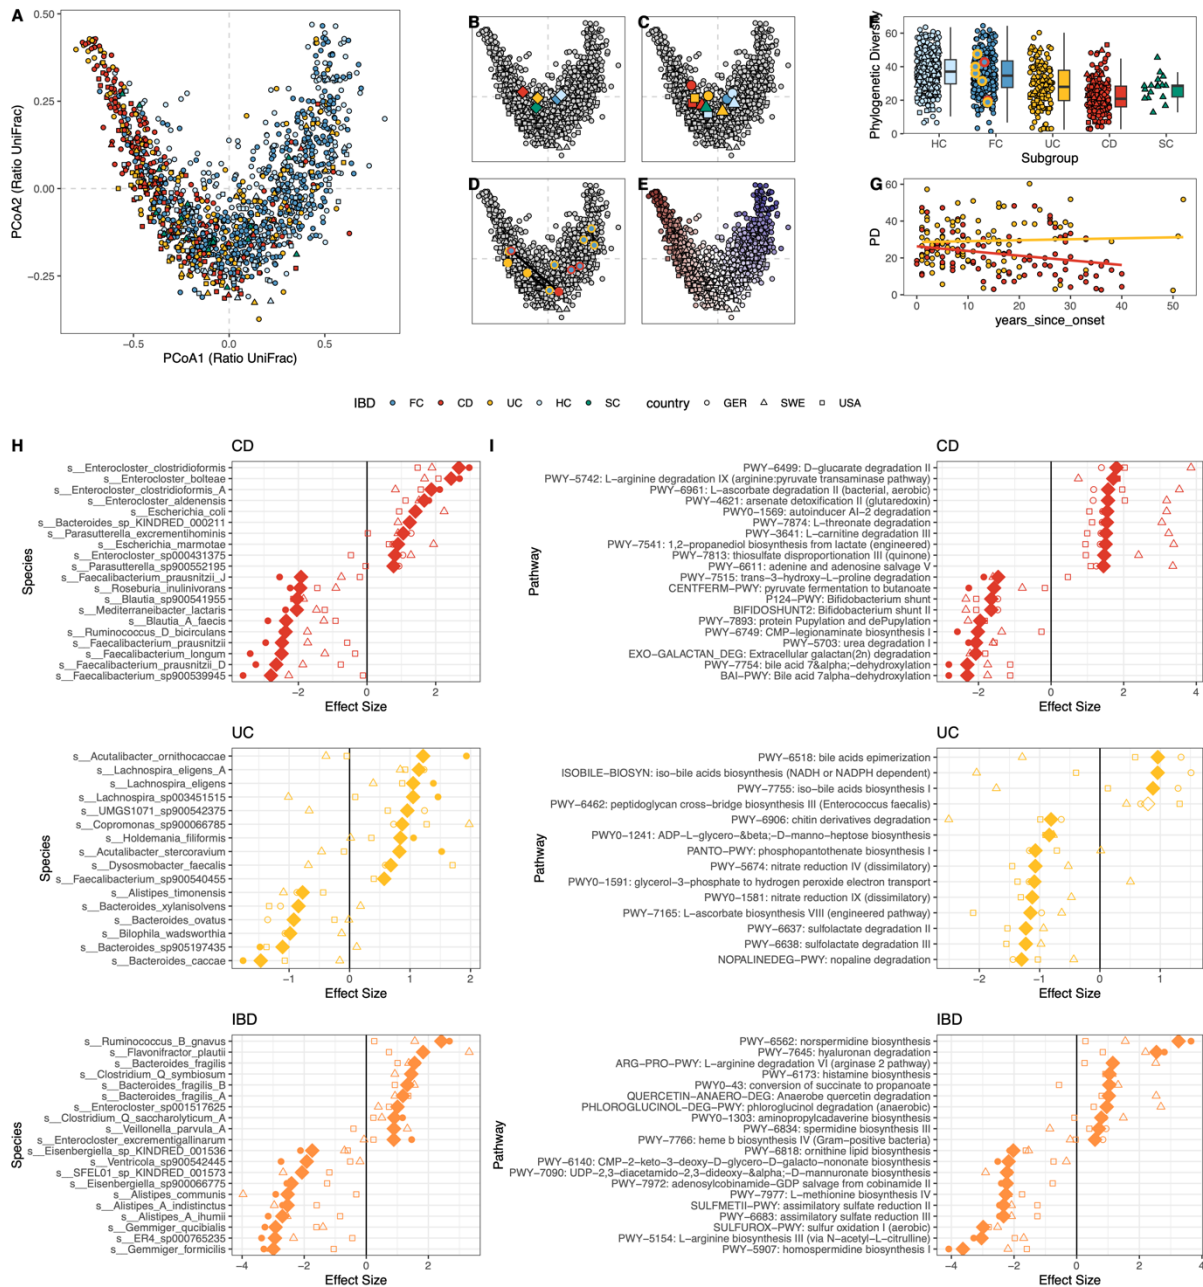 A
0.50
0.25
0.00
−0.25
PCoA2 (Ratio UniFrac)
−0.5
0.0
0.5
PCoA1 (Ratio UniFrac)
B
C
D
E
F
Phylogenetic Diversity
60
40
20
0
HC
FC
UC
CD
SC
Subgroup
G
PD
60
40
20
0
0
10
20
30
40
50
years_since_onset
IBD FC CD UC HC SC country GER SWE USA
H
CD
Species
s__Enterocloster_clostridioformis
s__Enterocloster_bolteae
s__Enterocloster_clostridioformis_A
s__Enterocloster_aldenensis
s__Escherichia_coli
s__Bacteroides_sp_KINDRED_000211
s__Parasutterella_excrementihominis
s__Escherichia_marmotae
s__Enterocloster_sp000431375
s__Parasutterella_sp900552195
s__Faecalibacterium_prausnitzii_J
s__Roseburia_inulinivorans
s__Blautia_sp900541955
s__Mediterraneibacter_lactaris
s__Blautia_A_faecis
s__Ruminococcus_D_bicirculans
s__Faecalibacterium_prausnitzii
s__Faecalibacterium_longum
s__Faecalibacterium_prausnitzii_D
s__Faecalibacterium_sp900539945
−2
0
2
Effect Size
I
CD
Pathway
PWY−6499: D−glucarate degradation II
PWY−5742: L−arginine degradation IX (arginine:pyruvate transaminase pathway)
PWY−6961: L−ascorbate degradation II (bacterial, aerobic)
PWY−4621: arsenate detoxification II (glutaredoxin)
PWY0−1569: autoinducer AI−2 degradation
PWY−7874: L−threonate degradation
PWY−3641: L−carnitine degradation III
PWY−7541: 1,2−propanediol biosynthesis from lactate (engineered)
PWY−7813: thiosulfate disproportionation III (quinone)
PWY−6611: adenine and adenosine salvage V
PWY−7515: trans−3−hydroxy−L−proline degradation
CENTFERM−PWY: pyruvate fermentation to butanoate
P124−PWY: Bifidobacterium shunt
BIFIDOSHUNT2: Bifidobacterium shunt II
PWY−7893: protein Pupylation and dePupylation
PWY−6749: CMP−legionaminate biosynthesis I
PWY−5703: urea degradation I
EXO−GALACTAN_DEG: Extracellular galactan(2n) degradation
PWY−7754: bile acid 7&alpha;−dehydroxylation
BAI−PWY: Bile acid 7alpha−dehydroxylation
−2
0
2
4
Effect Size
UC
Species
s__Acutalibacter_ornithocaccae
s__Lachnospira_eligens_A
s__Lachnospira_eligens
s__Lachnospira_sp003451515
s__UMGS1071_sp900542375
s__Copromonas_sp900066785
s__Holdemania_filiformis
s__Acutalibacter_stercoravium
s__Dysosmobacter_faecalis
s__Faecalibacterium_sp900540455
s__Alistipes_timonensis
s__Bacteroides_xylanisolvens
s__Bacteroides_ovatus
s__Bilophila_wadsworthia
s__Bacteroides_sp905197435
s__Bacteroides_caccae
−1
0
1
2
Effect Size
UC
Pathway
PWY−6518: bile acids epimerization
ISOBILE−BIOSYN: iso−bile acids biosynthesis (NADH or NADPH dependent)
PWY−7755: iso−bile acids biosynthesis I
PWY−6462: peptidoglycan cross−bridge biosynthesis III (Enterococcus faecalis)
PWY−6906: chitin derivatives degradation
PWY0−1241: ADP−L−glycero−&beta;−D−manno−heptose biosynthesis
PANTO−PWY: phosphopantothenate biosynthesis I
PWY−5674: nitrate reduction IV (dissimilatory)
PWY0−1591: glycerol−3−phosphate to hydrogen peroxide electron transport
PWY0−1581: nitrate reduction IX (dissimilatory)
PWY−7165: L−ascorbate biosynthesis VIII (engineered pathway)
PWY−6637: sulfolactate degradation II
PWY−6638: sulfolactate degradation III
NOPALINEDEG−PWY: nopaline degradation
−2
−1
0
1
Effect Size
IBD
Species
s__Ruminococcus_B_gnavus
s__Flavonifractor_plautii
s__Bacteroides_fragilis
s__Clostridium_Q_symbiosum
s__Bacteroides_fragilis_B
s__Bacteroides_fragilis_A
s__Enterocloster_sp001517625
s__Clostridium_Q_saccharolyticum_A
s__Veillonella_parvula_A
s__Enterocloster_excrementigallinarum
s__Eisenbergiella_sp_KINDRED_001536
s__Ventricola_sp900542445
s__SFEL01_sp_KINDRED_001573
s__Eisenbergiella_sp900066775
s__Alistipes_communis
s__Alistipes_A_indistinctus
s__Alistipes_A_ihumii
s__Gemmiger_qucibialis
s__ER4_sp000765235
s__Gemmiger_formicilis
−4
−2
0
2
4
Effect Size
IBD
Pathway
PWY−6562: norspermidine biosynthesis
PWY−7645: hyaluronan degradation
ARG−PRO−PWY: L−arginine degradation VI (arginase 2 pathway)
PWY−6173: histamine biosynthesis
PWY0−43: conversion of succinate to propanoate
QUERCETIN−ANAERO−DEG: Anaerobe quercetin degradation
PHLOROGLUCINOL−DEG−PWY: phloroglucinol degradation (anaerobic)
PWY0−1303: aminopropylcadaverine biosynthesis
PWY−6834: spermidine biosynthesis III
PWY−7766: heme b biosynthesis IV (Gram−positive bacteria)
PWY−6818: ornithine lipid biosynthesis
PWY−6140: CMP−2−keto−3−deoxy−D−glycero−D−galacto−nononate biosynthesis
PWY−7090: UDP−2,3−diacetamido−2,3−dideoxy−&alpha;−D−mannuronate biosynthesis
PWY−7972: adenosylcobinamide−GDP salvage from cobinamide II
PWY−7977: L−methionine biosynthesis IV
SULFMETII−PWY: assimilatory sulfate reduction II
PWY−6683: assimilatory sulfate reduction III
SULFUROX−PWY: sulfur oxidation I (aerobic)
PWY−5154: L−arginine biosynthesis III (via N−acetyl−L−citrulline)
PWY−5907: homospermidine biosynthesis I
−4
−2
0
2
4
Effect Size